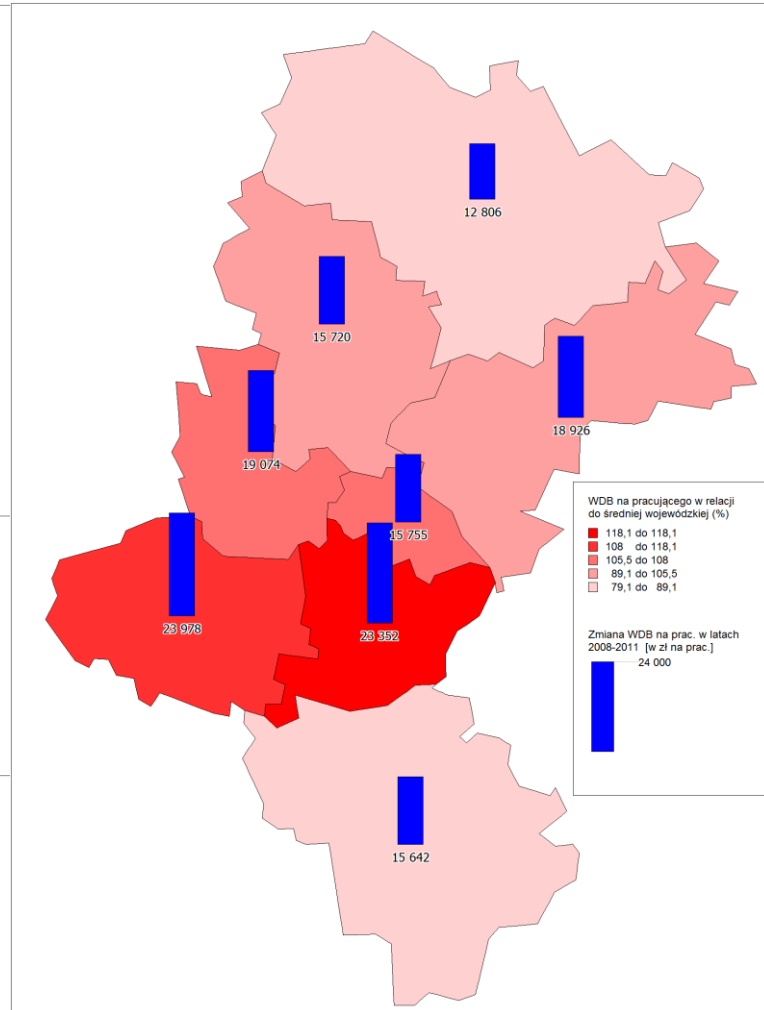 12 806
15 720
18 926
19 074
15 755
23 978
23 352
15 642
WDB na pracującego w relacji
do średniej wojewódzkiej (%)
118,1 do 118,1
108 do 118,1
105,5 do 108
89,1 do 105,5
79,1 do 89,1
Zmiana WDB na prac. w latach
2008-2011 [w zł na prac.]
24 000